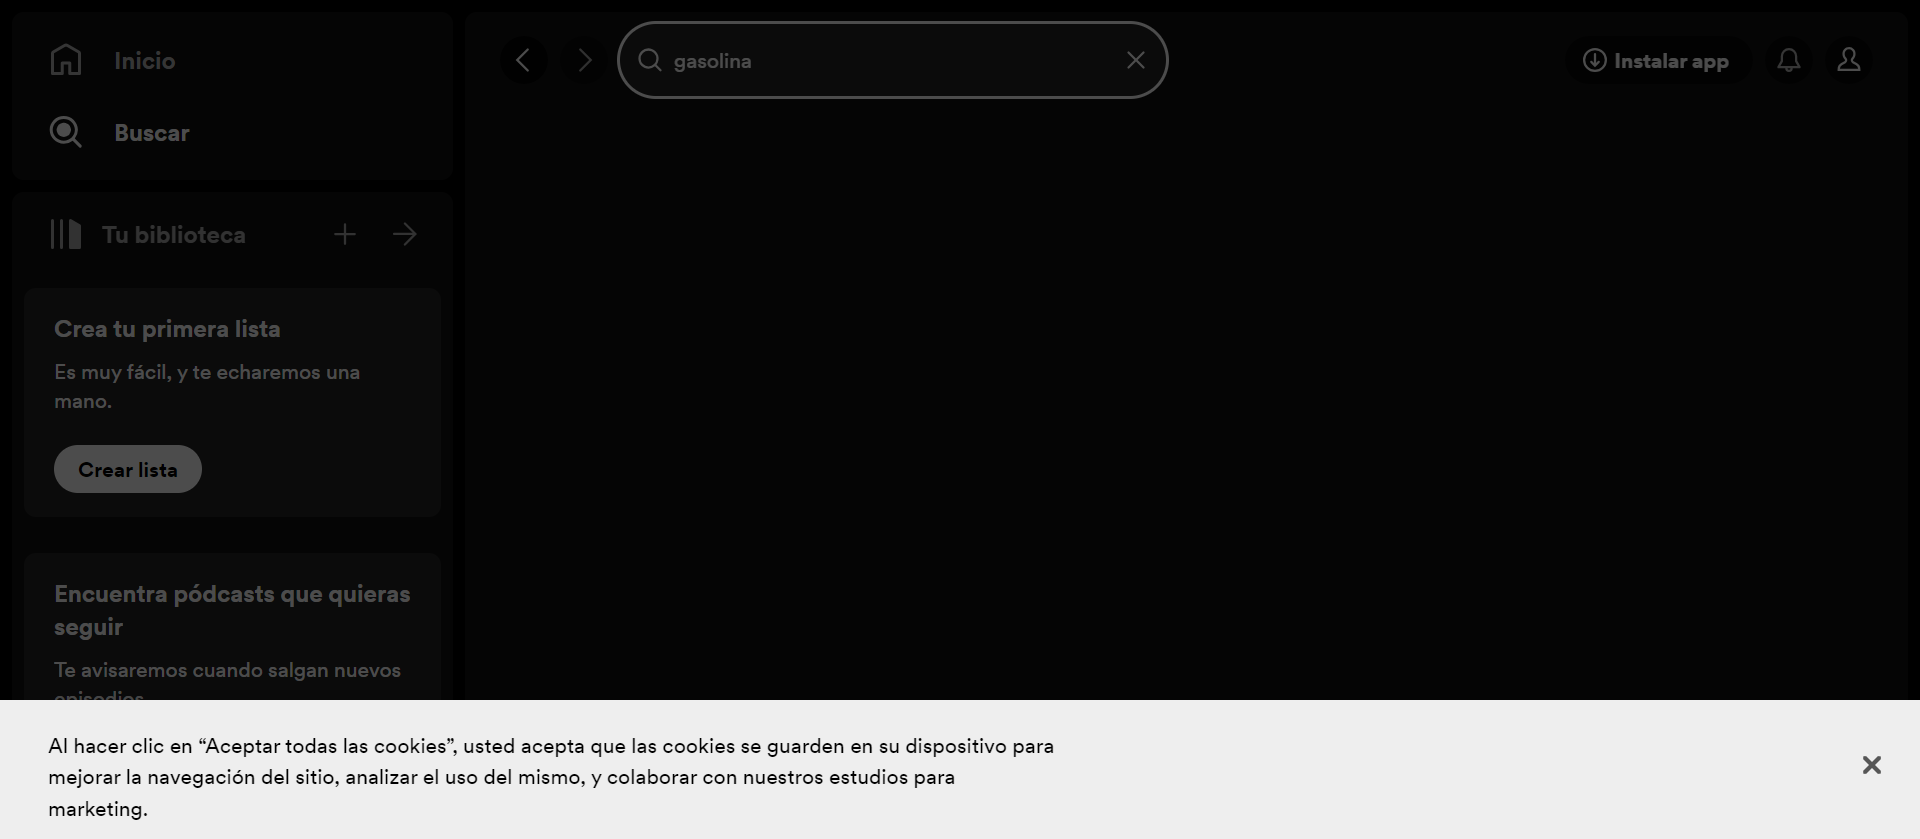 Inicio
Buscar
gasolina
Instalar app
Tu biblioteca
Crea tu primera lista
Es muy fácil, y te echaremos una
mano.
Crear lista
Encuentra pódcasts que quieras
seguir
Te avisaremos cuando salgan nuevos
episodios.
Al hacer clic en “Aceptar todas las cookies”, usted acepta que las cookies se guarden en su dispositivo para
mejorar la navegación del sitio, analizar el uso del mismo, y colaborar con nuestros estudios para
marketing.